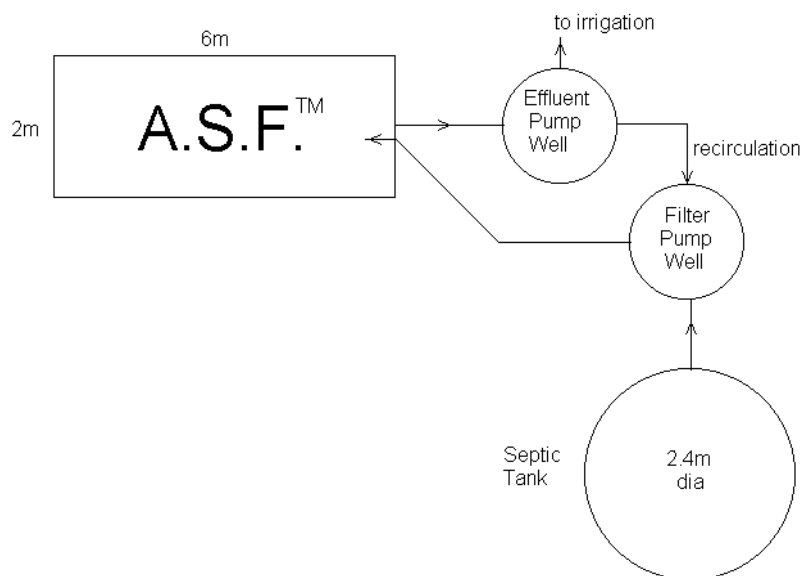 6m
2m
A.S.F.™
to irrigation
Effluent
Pump
Well
recirculation
Filter
Pump
Well
Septic
Tank
2.4m
dia